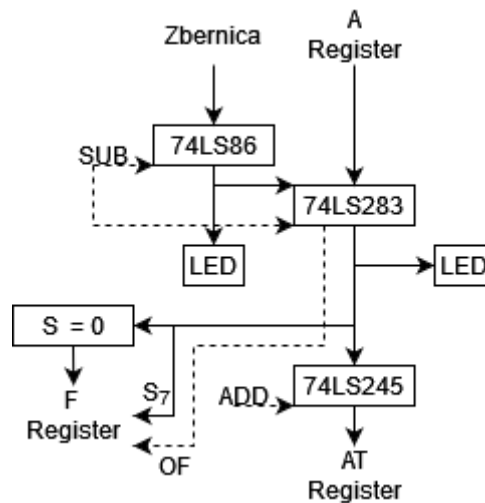 Zbernica
A
Register
74LS86
SUB
74LS283
LED
LED
S = 0
S₇
F
Register
OF
ADD
74LS245
AT
Register